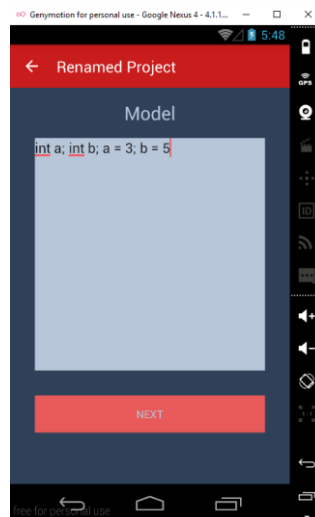 Genymotion for personal use - Google Nexus 4 - 4.1.1...
5:48
Renamed Project
GPS
Model
int a; int b; a = 3; b = 5
ID
NEXT
free for personal use